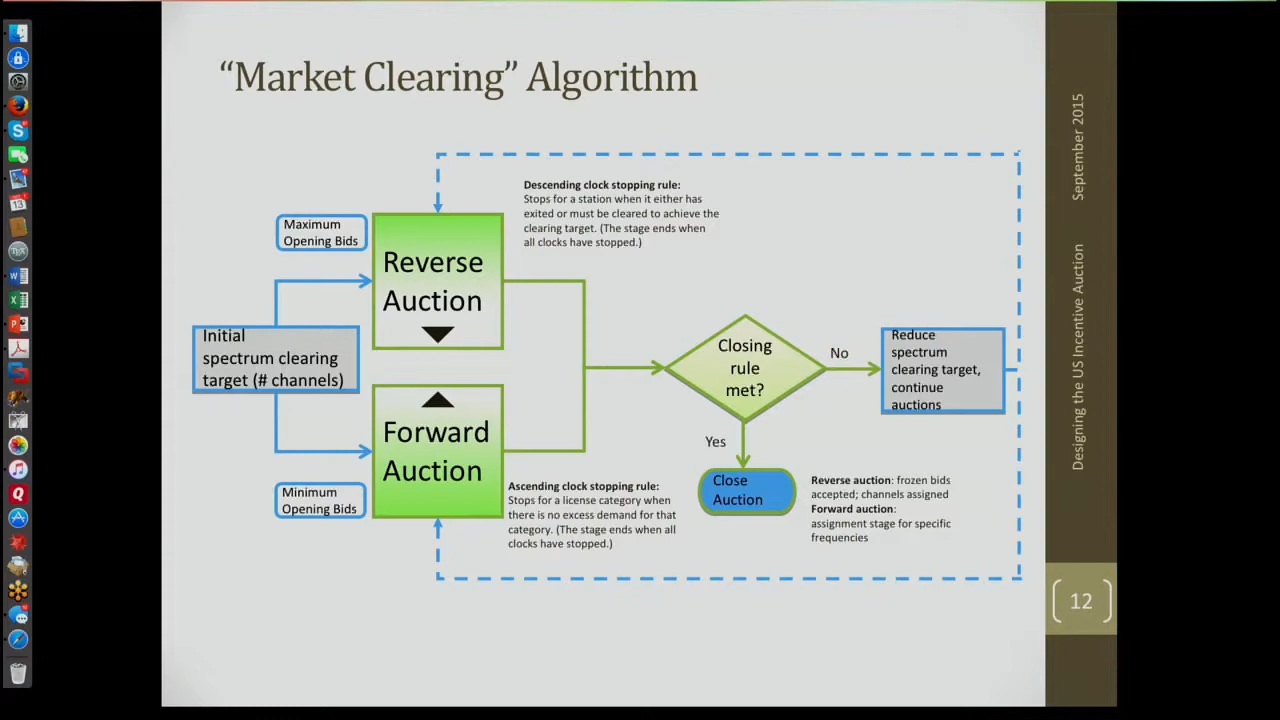 “Market Clearing” Algorithm
Descending clock stopping rule:
Stops for a station when it either has
exited or must be cleared to achieve the
clearing target. (The stage ends when
all clocks have stopped.)
Maximum
Opening Bids
Reverse
Auction
Initial
spectrum clearing
target (# channels)
Forward
Auction
Minimum
Opening Bids
Ascending clock stopping rule:
Stops for a license category when
there is no excess demand for that
category. (The stage ends when all
clocks have stopped.)
Closing
rule
met?
No
Yes
Reduce
spectrum
clearing target,
continue
auctions
Close
Auction
Reverse auction: frozen bids
accepted; channels assigned
Forward auction:
assignment stage for specific
frequencies
September 2015
Designing the US Incentive Auction
12